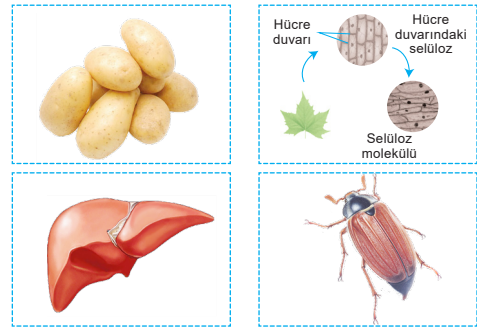 Hücre
duvarı
Hücre
duvarındaki
selüloz
Selüloz
molekülü